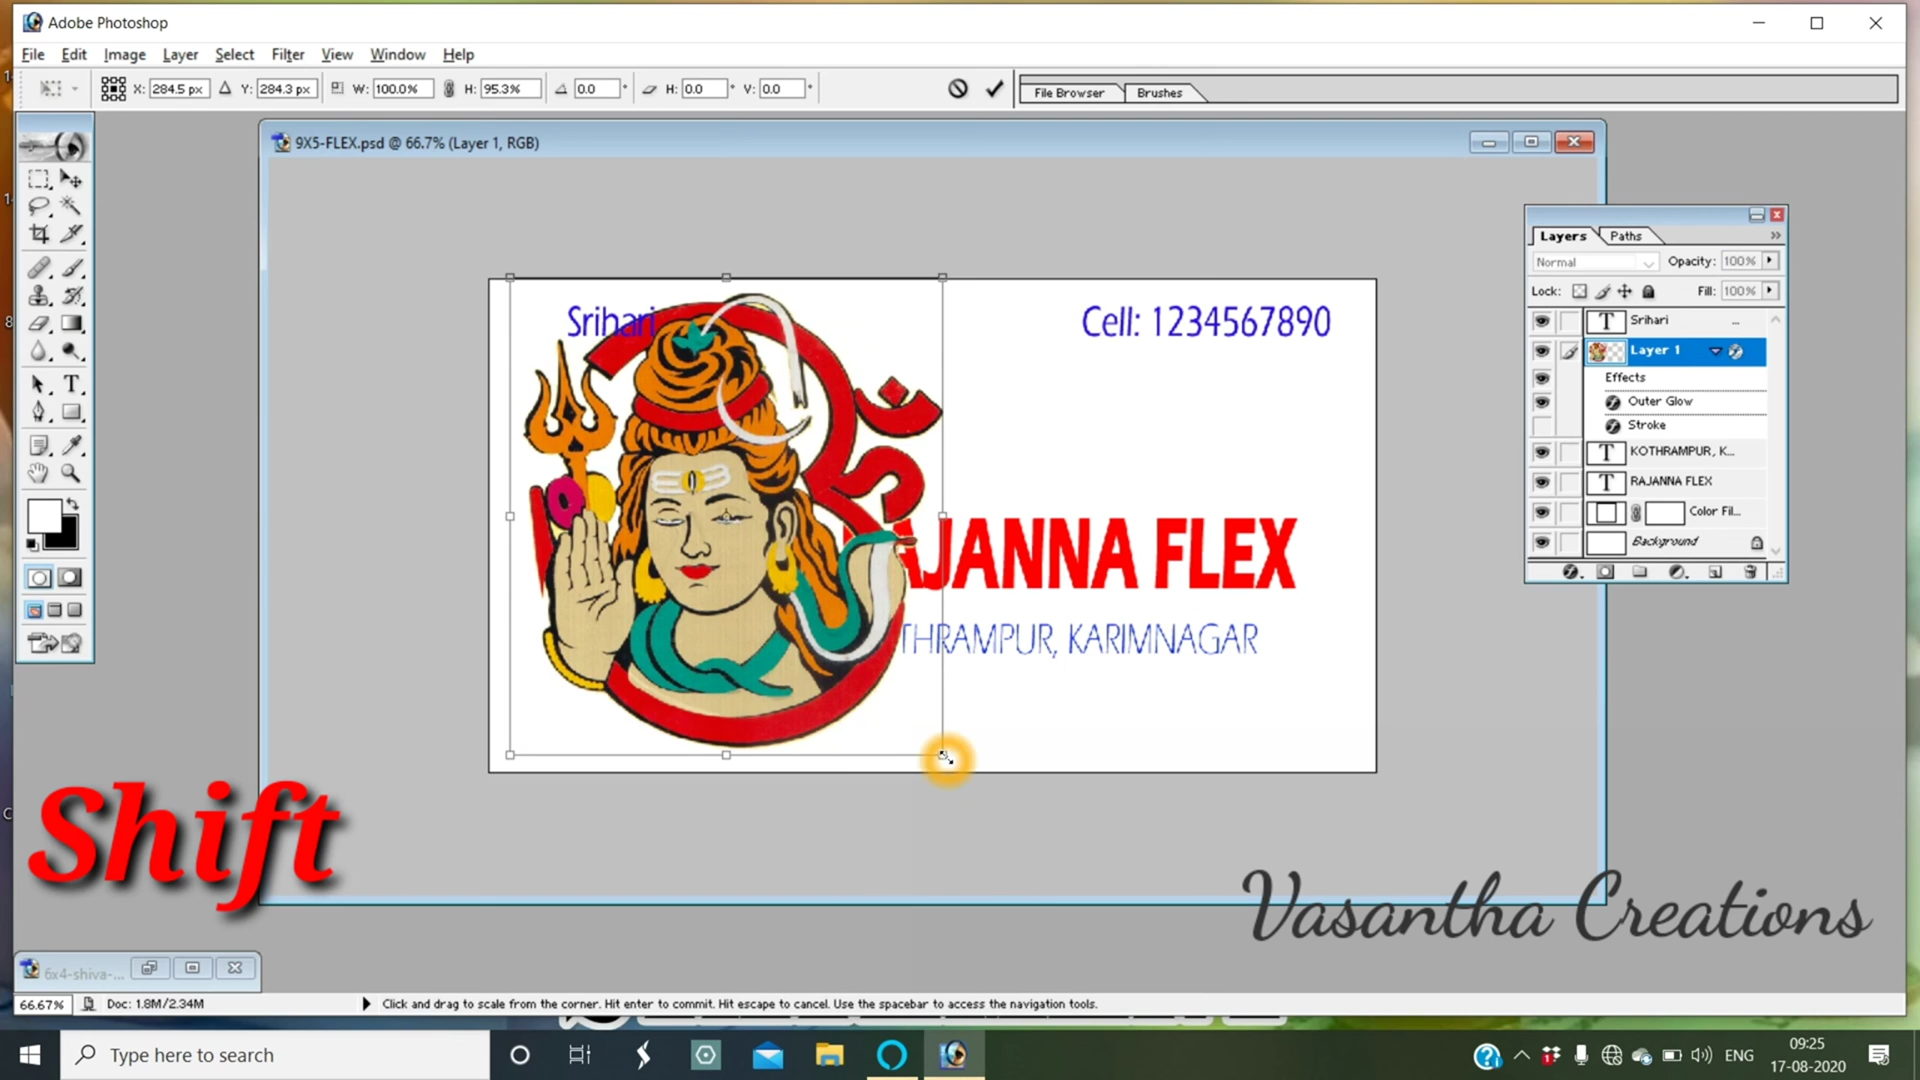 Adobe Photoshop
File Edit Image Layer Select Filter View Window Help
X: 284.5 px Y: 284.3 px W: 100.0% H: 95.3% 0.0 ° H: 0.0 ° V: 0.0 °
File Browser Brushes
9X5-FLEX.psd @ 66.7% (Layer 1, RGB)
Layers Paths
Normal Opacity: 100%
Lock: Fill: 100%
T Srihari ...
Layer 1
Effects
Outer Glow
Stroke
T KOTHRAMPUR, K...
T RAJANNA FLEX
Color Fil...
Background
Srihari Cell: 1234567890
AJANNA FLEX
THRAMPUR, KARIMNAGAR
Shift
Vasantha Creations
6x4-shiva-...
66.67% Doc: 1.8M/2.34M Click and drag to scale from the corner. Hit enter to commit. Hit escape to cancel. Use the spacebar to access the navigation tools.
Type here to search
ENG
09:25
17-08-2020